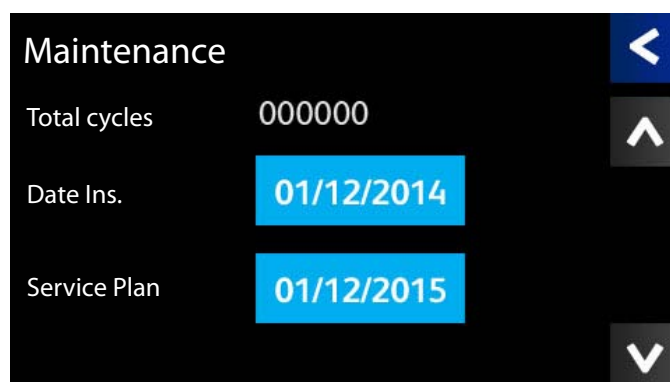 Maintenance
Total cycles 000000
Date Ins. 01/12/2014
Service Plan 01/12/2015